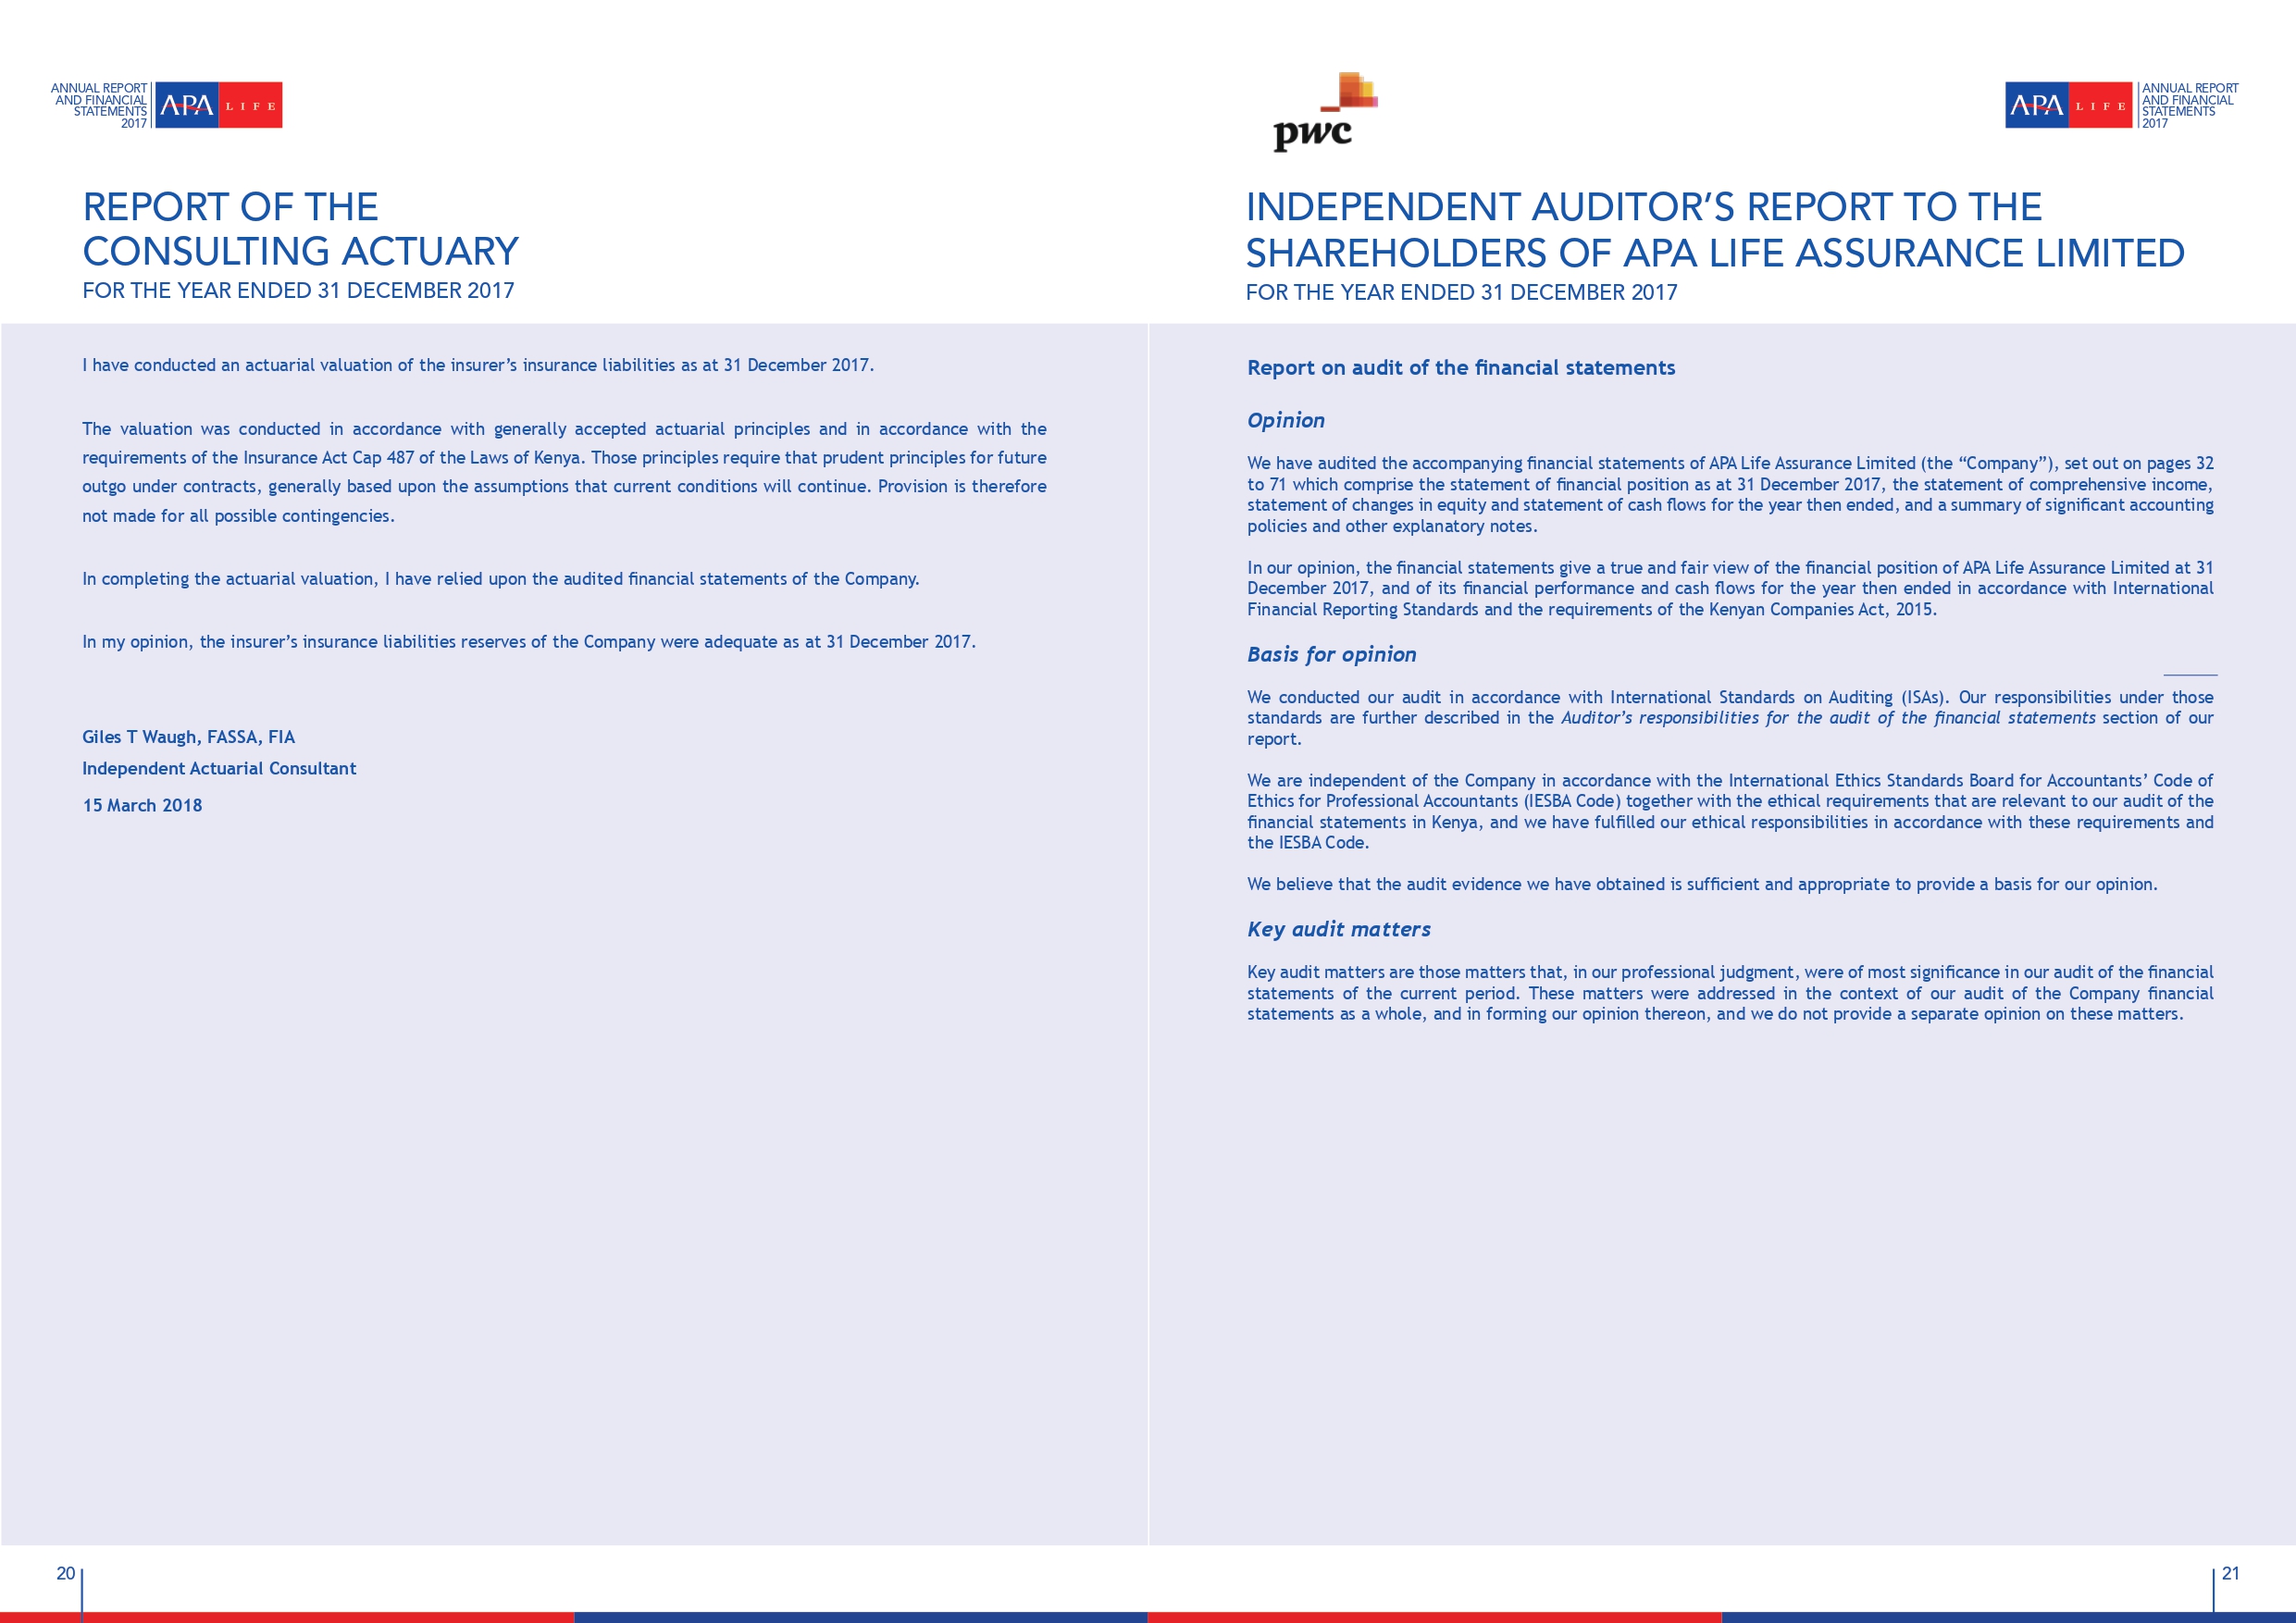 ANNUAL REPORT
AND FINANCIAL
STATEMENTS
2017
APA LIFE
REPORT OF THE
CONSULTING ACTUARY
FOR THE YEAR ENDED 31 DECEMBER 2017
I have conducted an actuarial valuation of the insurer’s insurance liabilities as at 31 December 2017.
The valuation was conducted in accordance with generally accepted actuarial principles and in accordance with the
requirements of the Insurance Act Cap 487 of the Laws of Kenya. Those principles require that prudent principles for future
outgo under contracts, generally based upon the assumptions that current conditions will continue. Provision is therefore
not made for all possible contingencies.
In completing the actuarial valuation, I have relied upon the audited financial statements of the Company.
In my opinion, the insurer’s insurance liabilities reserves of the Company were adequate as at 31 December 2017.
Giles T Waugh, FASSA, FIA
Independent Actuarial Consultant
15 March 2018
20
pwc
APA LIFE
ANNUAL REPORT
AND FINANCIAL
STATEMENTS
2017
INDEPENDENT AUDITOR’S REPORT TO THE
SHAREHOLDERS OF APA LIFE ASSURANCE LIMITED
FOR THE YEAR ENDED 31 DECEMBER 2017
Report on audit of the financial statements
Opinion
We have audited the accompanying financial statements of APA Life Assurance Limited (the “Company”), set out on pages 32
to 71 which comprise the statement of financial position as at 31 December 2017, the statement of comprehensive income,
statement of changes in equity and statement of cash flows for the year then ended, and a summary of significant accounting
policies and other explanatory notes.
In our opinion, the financial statements give a true and fair view of the financial position of APA Life Assurance Limited at 31
December 2017, and of its financial performance and cash flows for the year then ended in accordance with International
Financial Reporting Standards and the requirements of the Kenyan Companies Act, 2015.
Basis for opinion
We conducted our audit in accordance with International Standards on Auditing (ISAs). Our responsibilities under those
standards are further described in the Auditor’s responsibilities for the audit of the financial statements section of our
report.
We are independent of the Company in accordance with the International Ethics Standards Board for Accountants’ Code of
Ethics for Professional Accountants (IESBA Code) together with the ethical requirements that are relevant to our audit of the
financial statements in Kenya, and we have fulfilled our ethical responsibilities in accordance with these requirements and
the IESBA Code.
We believe that the audit evidence we have obtained is sufficient and appropriate to provide a basis for our opinion.
Key audit matters
Key audit matters are those matters that, in our professional judgment, were of most significance in our audit of the financial
statements of the current period. These matters were addressed in the context of our audit of the Company financial
statements as a whole, and in forming our opinion thereon, and we do not provide a separate opinion on these matters.
21